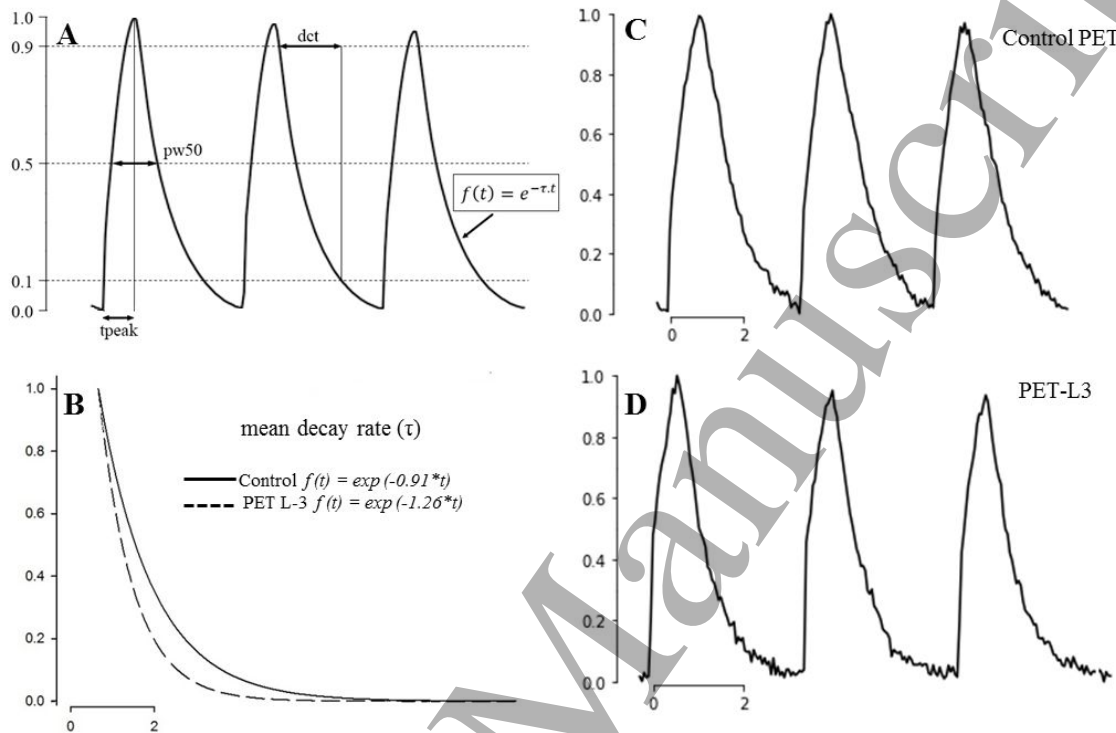 A
1.0
0.9
0.5
0.1
0.0
dct
pw50
f(t) = e^{-τ.t}
tpeak
B
1.0
0.8
0.6
0.4
0.2
0.0
mean decay rate (τ)
Control f(t) = exp (-0.91*t)
PET L-3 f(t) = exp (-1.26*t)
0 2
C
Control PET
1.0
0.8
0.6
0.4
0.2
0.0
0 2
D
PET-L3
1.0
0.8
0.6
0.4
0.2
0.0
0 2
Manuscri